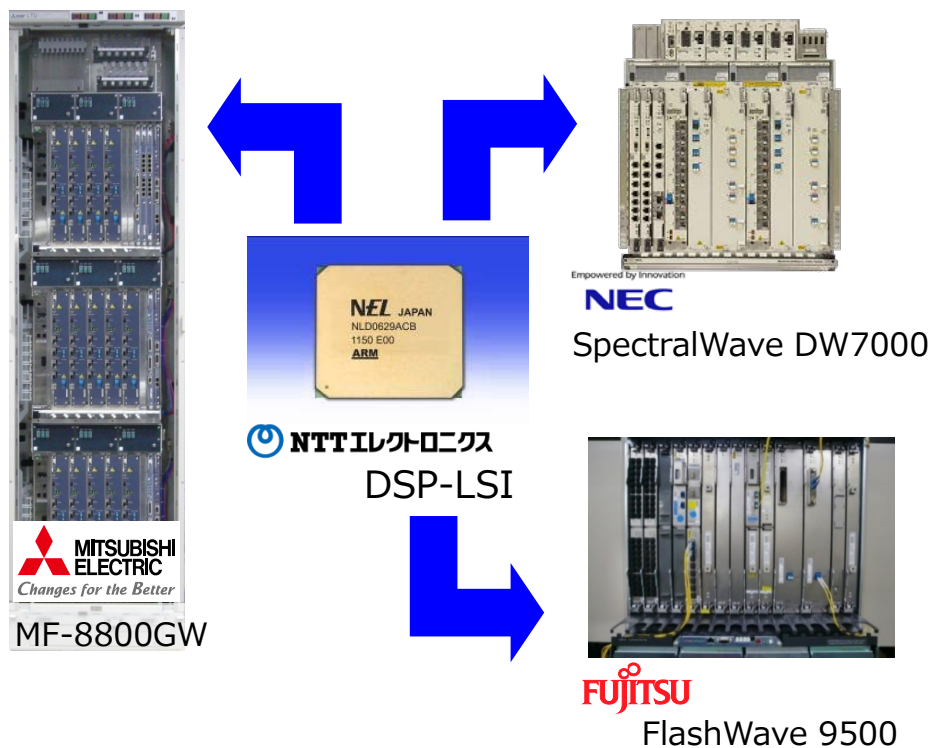 MITSUBISHI
ELECTRIC
Changes for the Better
MF-8800GW
NEL JAPAN
NLD0629ACB
1150 E00
ARM
NTTエレクトロニクス
DSP-LSI
Empowered by Innovation
NEC
SpectralWave DW7000
FUJITSU
FlashWave 9500